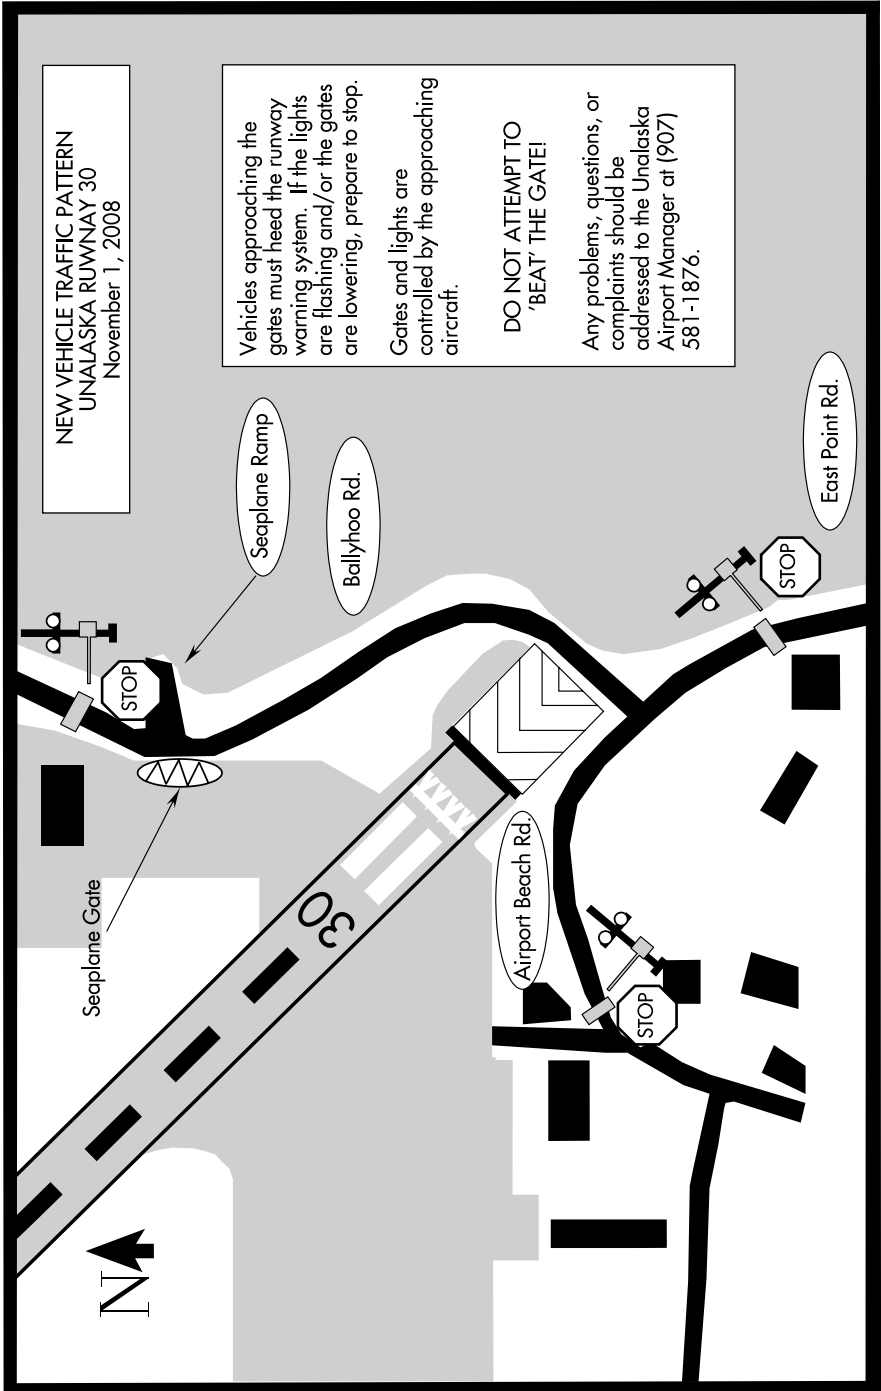 NEW VEHICLE TRAFFIC PATTERN
UNALASKA RUWNAY 30
November 1, 2008
Vehicles approaching the
gates must heed the runway
warning system. If the lights
are flashing and/or the gates
are lowering, prepare to stop.
Gates and lights are
controlled by the approaching
aircraft.
DO NOT ATTEMPT TO
'BEAT' THE GATE!
Any problems, questions, or
complaints should be
addressed to the Unalaska
Airport Manager at (907)
581-1876.
Seaplane Ramp
Ballyhoo Rd.
East Point Rd.
STOP
STOP
Seaplane Gate
30
Airport Beach Rd.
STOP
N